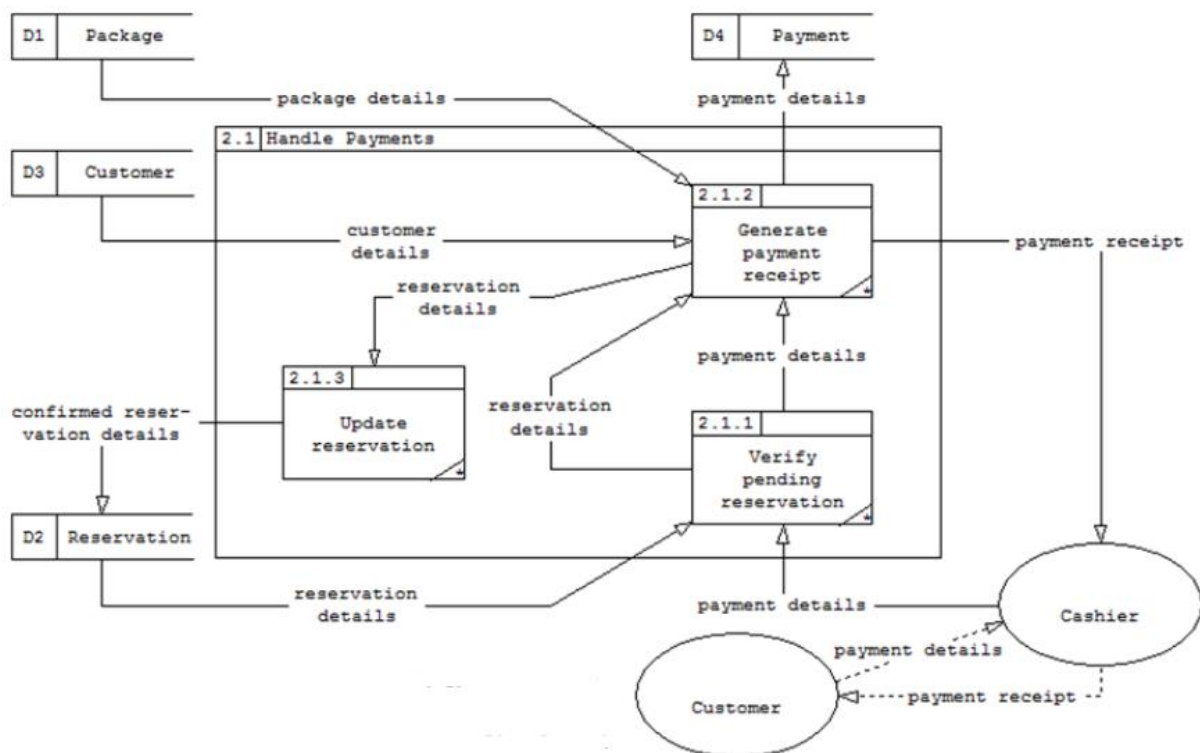 D1 Package
D4 Payment
package details
payment details
2.1 Handle Payments
D3 Customer
2.1.2
Generate
payment
receipt
customer
details
payment receipt
reservation
details
payment details
2.1.3
Update
reservation
confirmed reser-
vation details
reservation
details
2.1.1
Verify
pending
reservation
D2 Reservation
reservation
details
payment details
Cashier
payment details
payment receipt
Customer